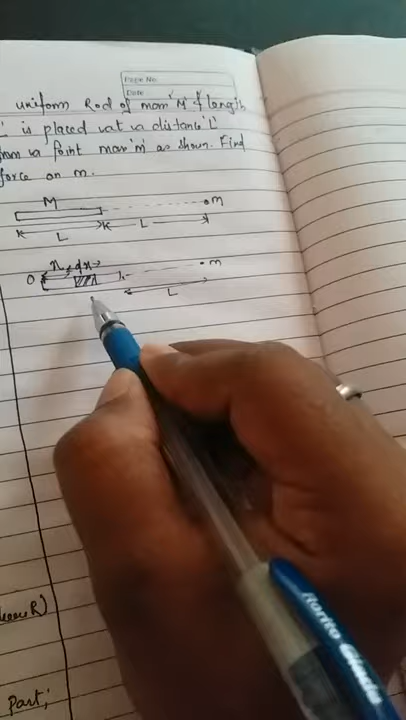 Page No.
Date
uniform Rod of mass 'M' & length
'L' is placed at a distance 'L'
from a point mass 'm' as shown. Find
force on m.
M
m
L
L
x dx
O
m
L
Part;